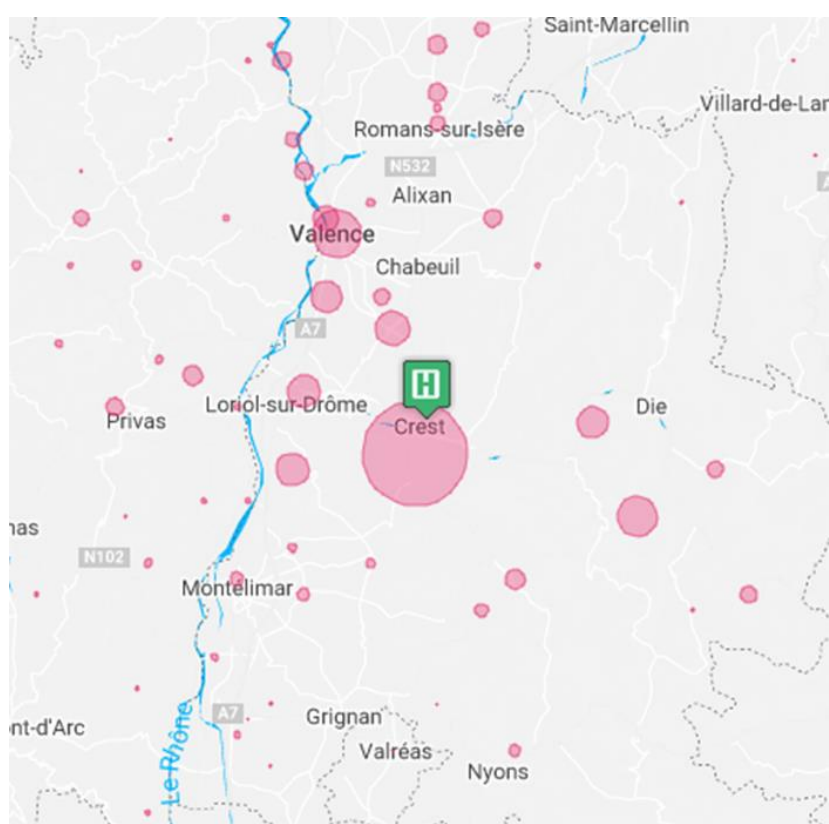 Saint-Marcellin
Villard-de-Lar
Romans-sur-Isère
N532
Alixan
Valence
Chabeuil
A7
H
Loriol-sur-Drôme
Die
Privas
Crest
nas
N102
Montélimar
A7
Grignan
nt-d'Arc
Le Rhône
Valréas
Nyons